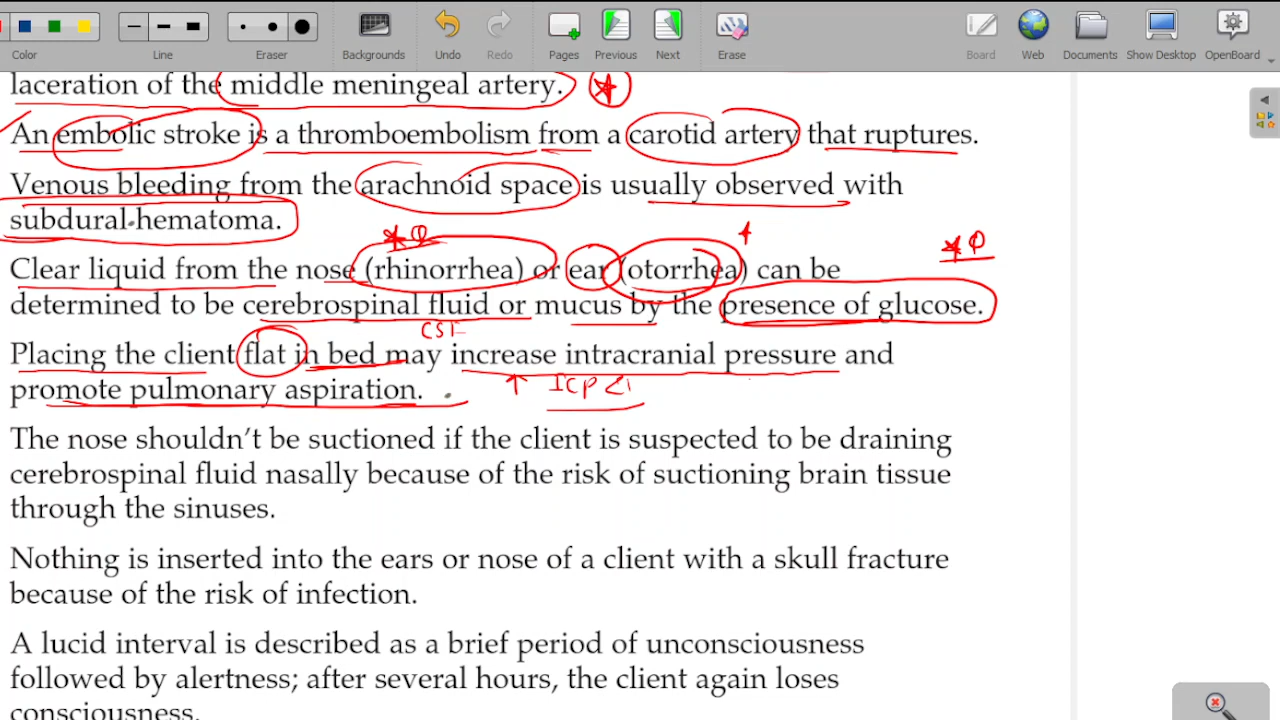 Color
Line
Eraser
Backgrounds
Undo
Redo
Pages
Previous
Next
Erase
Board
Web
Documents
Show Desktop
OpenBoard
laceration of the middle meningeal artery.
An embolic stroke is a thromboembolism from a carotid artery that ruptures.
Venous bleeding from the arachnoid space is usually observed with
subdural hematoma.
Clear liquid from the nose (rhinorrhea) or ear (otorrhea) can be
determined to be cerebrospinal fluid or mucus by the presence of glucose.
CSF
Placing the client flat in bed may increase intracranial pressure and
promote pulmonary aspiration.
↑ ICP
The nose shouldn't be suctioned if the client is suspected to be draining
cerebrospinal fluid nasally because of the risk of suctioning brain tissue
through the sinuses.
Nothing is inserted into the ears or nose of a client with a skull fracture
because of the risk of infection.
A lucid interval is described as a brief period of unconsciousness
followed by alertness; after several hours, the client again loses
consciousness.